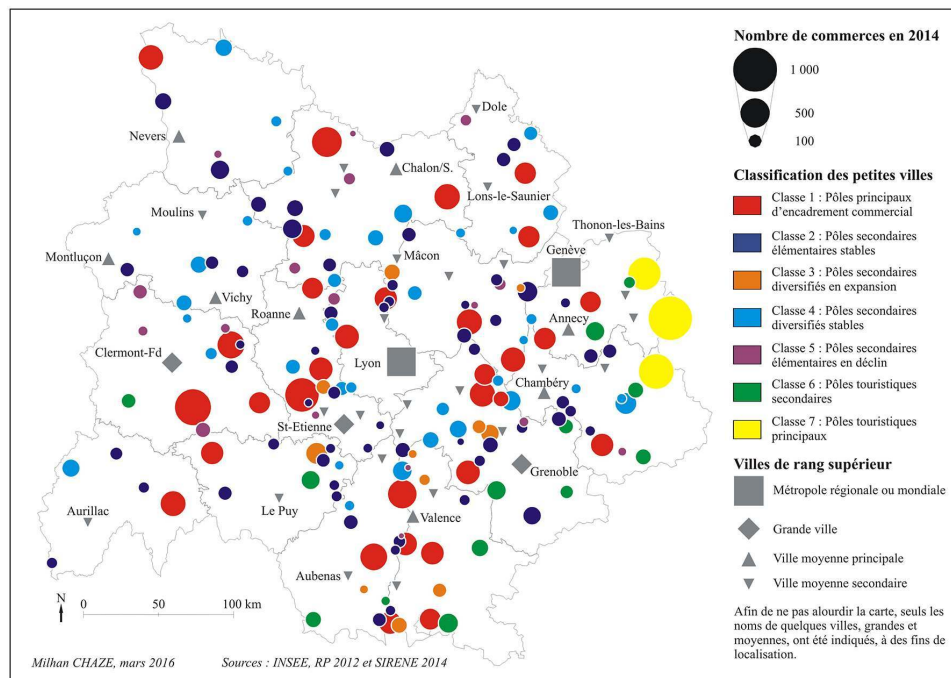 Nevers
Dole
Chalon/S.
Lons-le-Saunier
Moulins
Thonon-les-Bains
Montluçon
Mâcon
Genève
Vichy
Roanne
Annecy
Clermont-Fd
Lyon
Chambéry
St-Etienne
Grenoble
Aurillac
Le Puy
Valence
Aubenas
N
0 50 100 km
Milhan CHAZE, mars 2016
Sources : INSEE, RP 2012 et SIRENE 2014
Nombre de commerces en 2014
1 000
500
100
Classification des petites villes
Classe 1 : Pôles principaux
d’encadrement commercial
Classe 2 : Pôles secondaires
élémentaires stables
Classe 3 : Pôles secondaires
diversifiés en expansion
Classe 4 : Pôles secondaires
diversifiés stables
Classe 5 : Pôles secondaires
élémentaires en déclin
Classe 6 : Pôles touristiques
secondaires
Classe 7 : Pôles touristiques
principaux
Villes de rang supérieur
Métropole régionale ou mondiale
Grande ville
Ville moyenne principale
Ville moyenne secondaire
Afin de ne pas alourdir la carte, seuls les
noms de quelques villes, grandes et
moyennes, ont été indiqués, à des fins de
localisation.